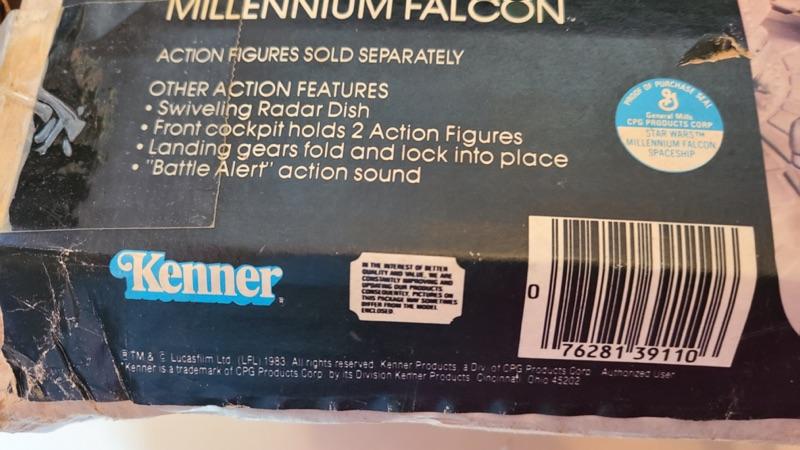 MILLENNIUM FALCON
ACTION FIGURES SOLD SEPARATELY
OTHER ACTION FEATURES
• Swiveling Radar Dish
• Front cockpit holds 2 Action Figures
• Landing gears fold and lock into place
• "Battle Alert" action sound
PROOF OF PURCHASE SEAL
G
General Mills
CPG PRODUCTS CORP
STAR WARS™
MILLENNIUM FALCON
SPACESHIP
Kenner
IN THE INTEREST OF BETTER
QUALITY AND VALUE, WE ARE
CONSTANTLY IMPROVING AND
UPDATING OUR PRODUCTS
CONSEQUENTLY, PICTURES ON
THIS PACKAGE MAY SOMETIMES
DIFFER FROM THE MODEL
ENCLOSED.
0 76281 39110
®TM & © Lucasfilm Ltd. (LFL) 1983 All rights reserved. Kenner Products, a Div. of CPG Products Corp. Authorized User
Kenner is a trademark of CPG Products Corp. by its Division Kenner Products Cincinnati, Ohio 45202